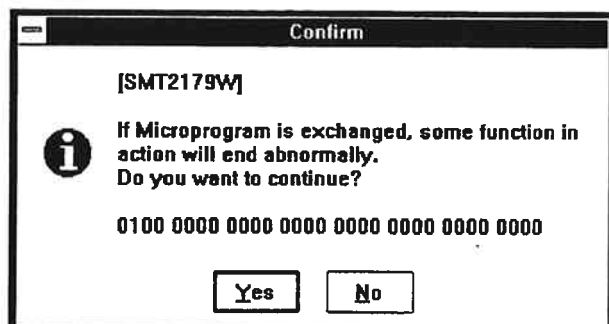 Confirm
[SMT2179W]
If Microprogram is exchanged, some function in
action will end abnormally.
Do you want to continue?
0100 0000 0000 0000 0000 0000 0000 0000
Yes No